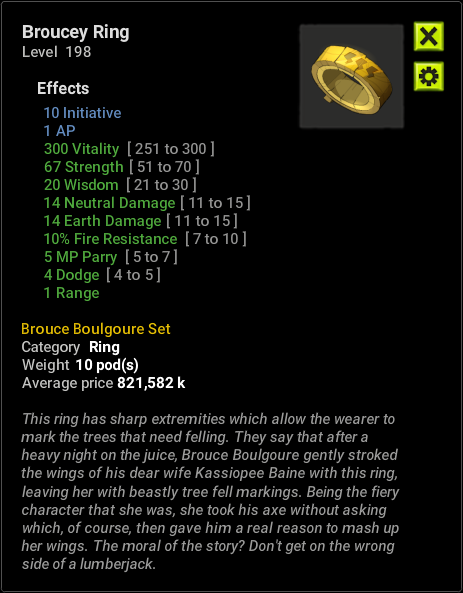 Broucey Ring
Level 198
Effects
10 Initiative
1 AP
300 Vitality [ 251 to 300 ]
67 Strength [ 51 to 70 ]
20 Wisdom [ 21 to 30 ]
14 Neutral Damage [ 11 to 15 ]
14 Earth Damage [ 11 to 15 ]
10% Fire Resistance [ 7 to 10 ]
5 MP Parry [ 5 to 7 ]
4 Dodge [ 4 to 5 ]
1 Range
Brouce Boulgoure Set
Category Ring
Weight 10 pod(s)
Average price 821,582 k
This ring has sharp extremities which allow the wearer to
mark the trees that need felling. They say that after a
heavy night on the juice, Brouce Boulgoure gently stroked
the wings of his dear wife Kassiopee Baine with this ring,
leaving her with beastly tree fell markings. Being the fiery
character that she was, she took his axe without asking
which, of course, then gave him a real reason to mash up
her wings. The moral of the story? Don't get on the wrong
side of a lumberjack.